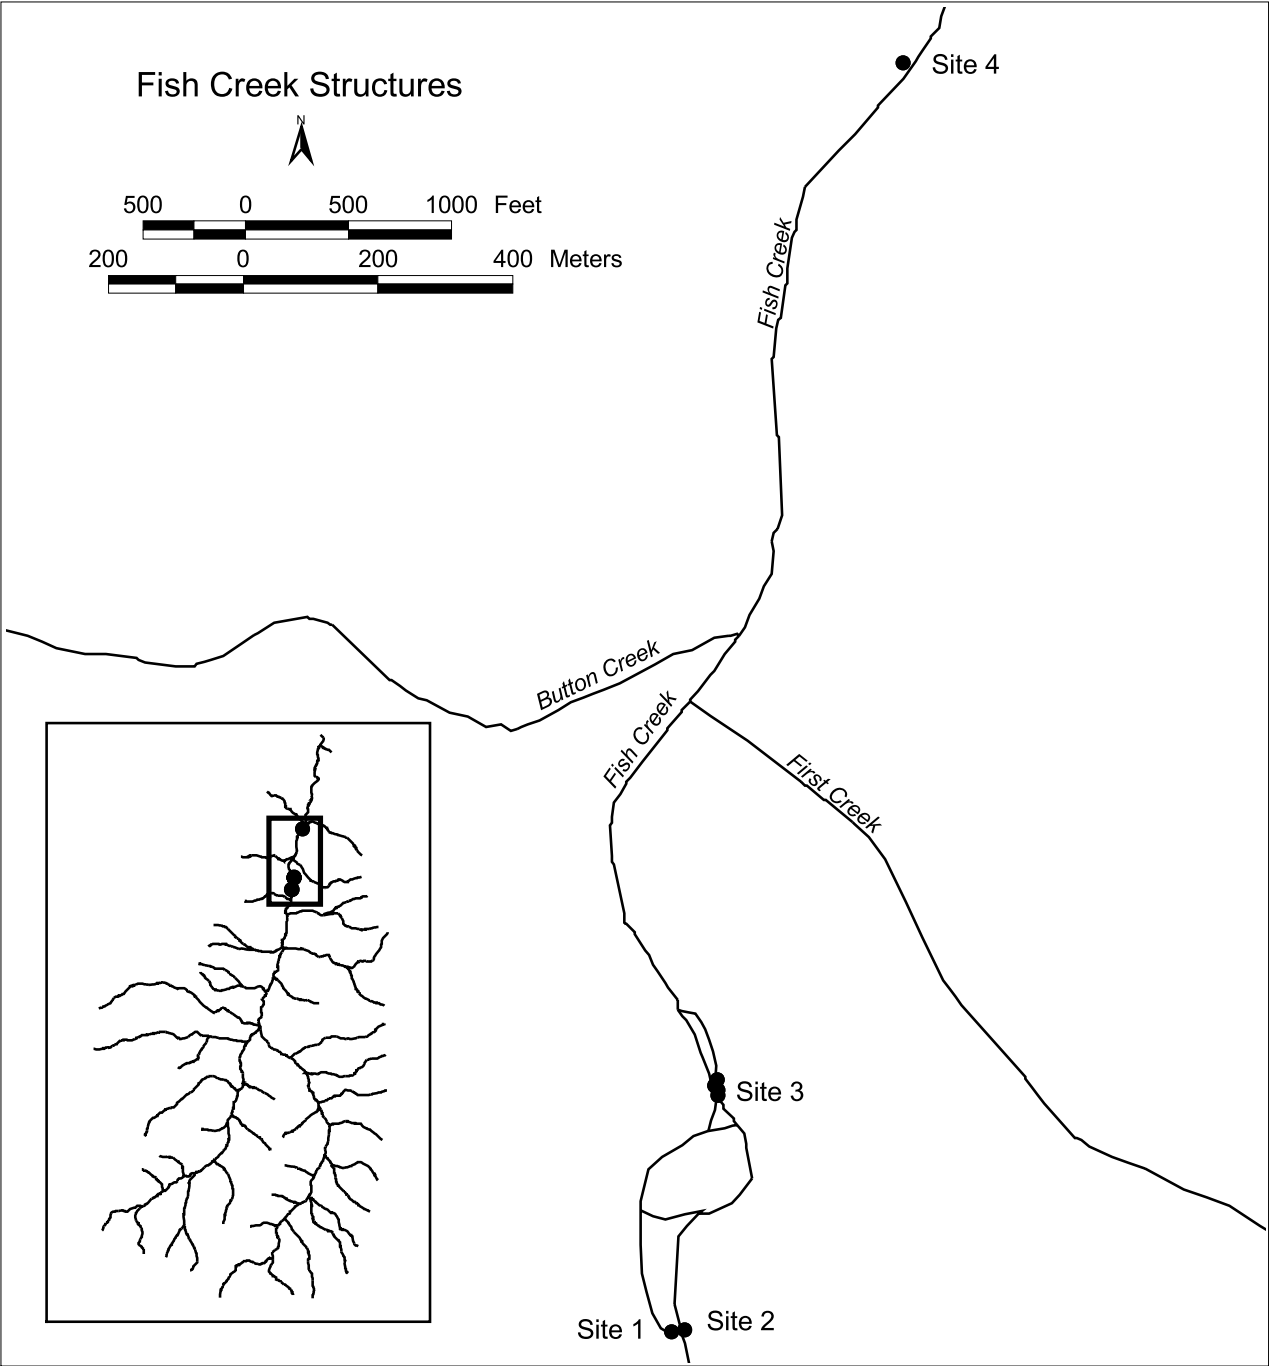 Fish Creek Structures
N
500 0 500 1000 Feet
200 0 200 400 Meters
Site 4
Fish Creek
Button Creek
Fish Creek
First Creek
Site 3
Site 1
Site 2